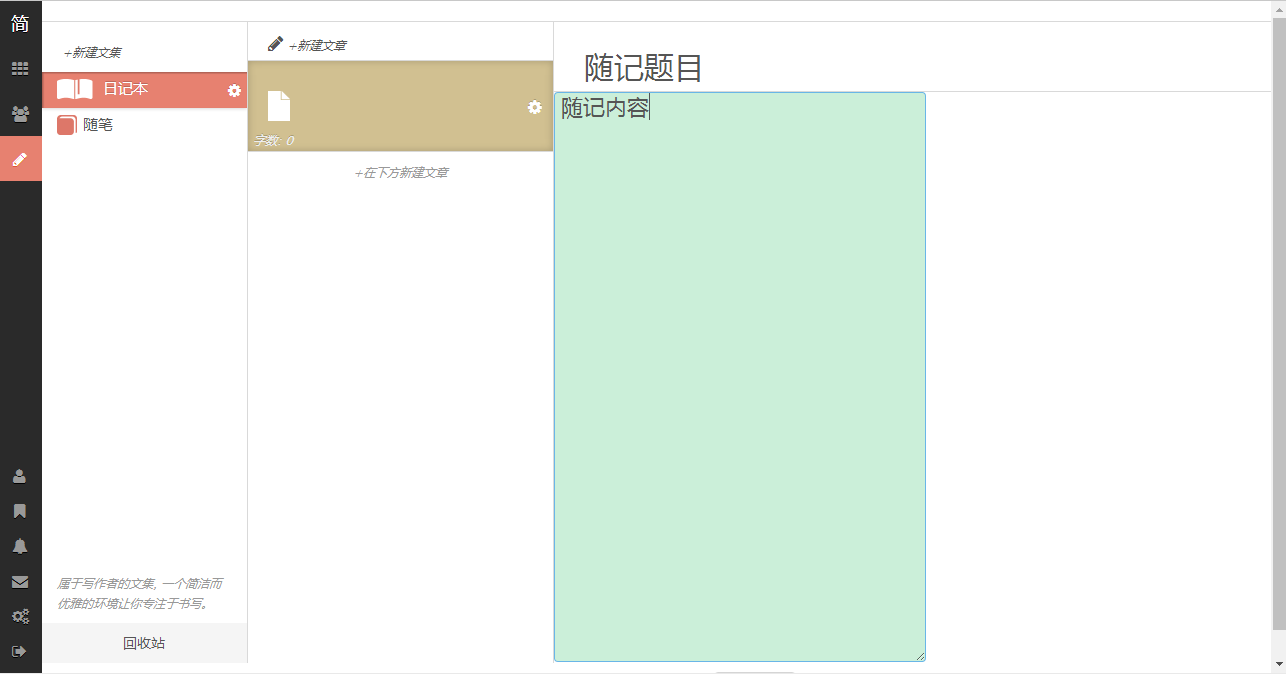 简
+新建文集
日记本
随笔
属于写作者的文集, 一个简洁而
优雅的环境让你专注于书写。
回收站
+新建文章
字数: 0
+在下方新建文章
随记题目
随记内容